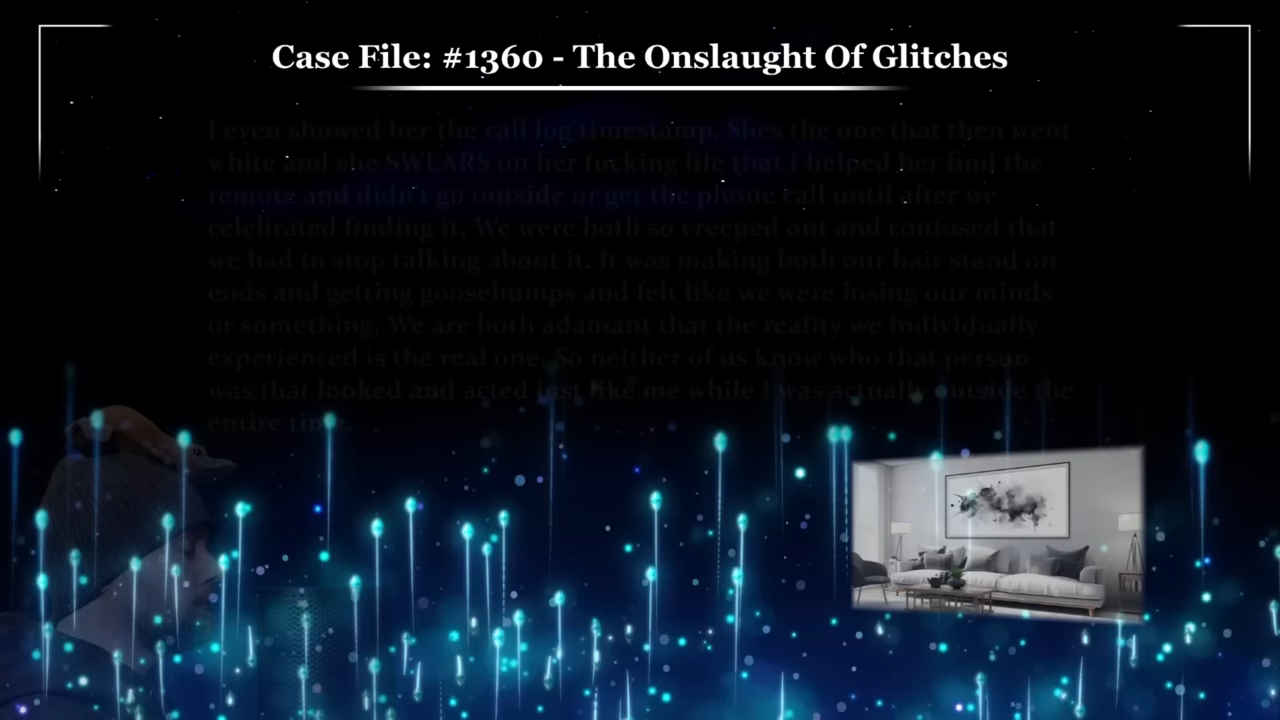 Case File: #1360 - The Onslaught Of Glitches
I even showed her the call log timestamp. Shes the one that then went
white and she SWEARS on her fucking life that i helped her find the
remote and didn't go outside or get the phone call until after we
celebrated finding it. We were both so creeped out and confused that
we had to stop talking about it. It was making both our hair stand on
ends and getting goosebumps and felt like we were losing our minds
or something. We are both adamant that the reality we individually
experienced is the real one. So neither of us know who that person
was that looked and acted just like me while I was actually outside the
entire time.